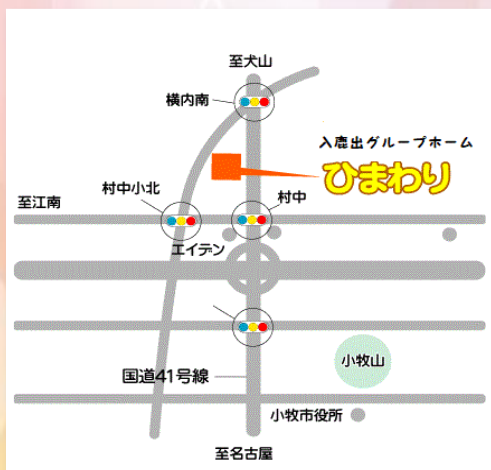 至犬山
横内南
入鹿出グループホーム
ひまわり
村中小北
村中
至江南
エイデン
小牧山
国道41号線
小牧市役所
至名古屋